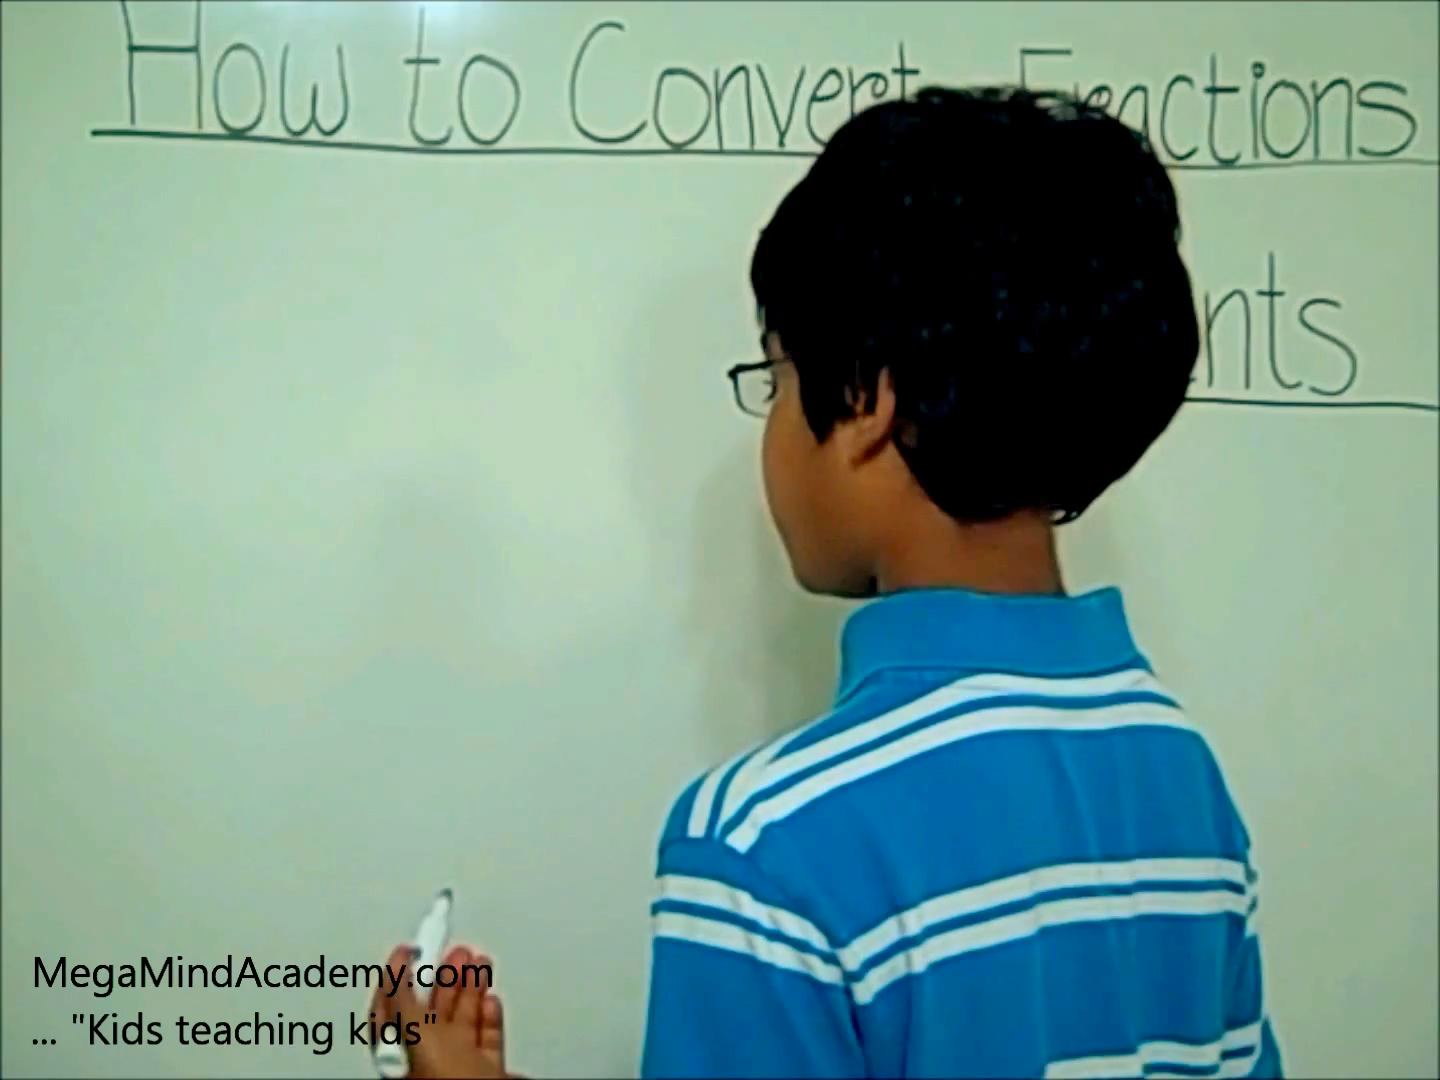 How to Convert Fractions
nts
MegaMindAcademy.com
... "Kids teaching kids"